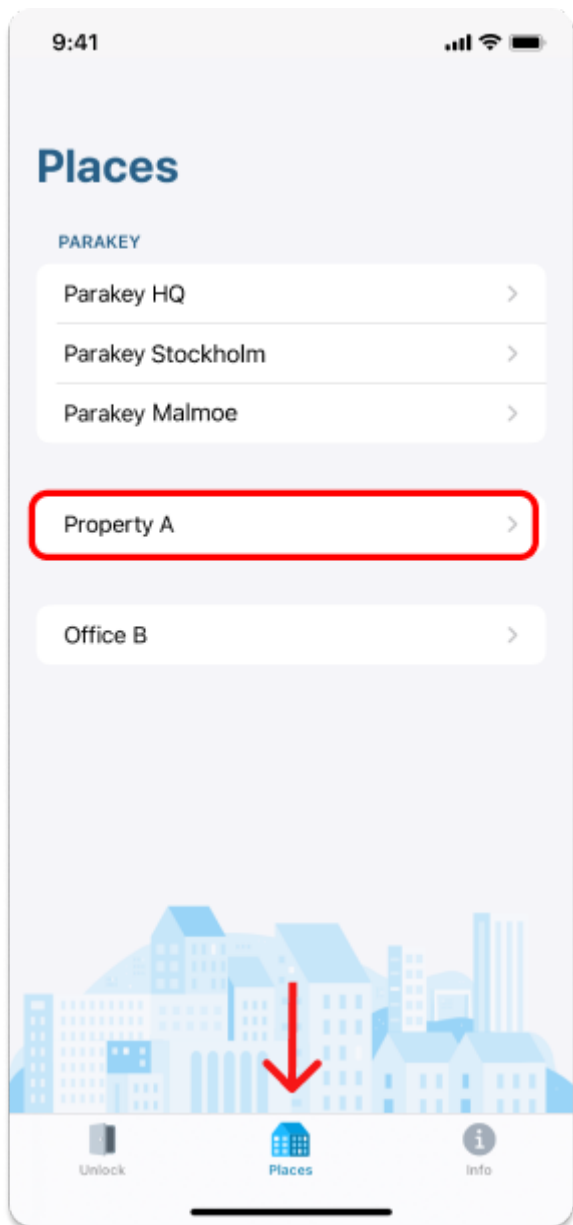 9:41
Places
PARAKEY
Parakey HQ
Parakey Stockholm
Parakey Malmoe
Property A
Office B
Unlock
Places
Info